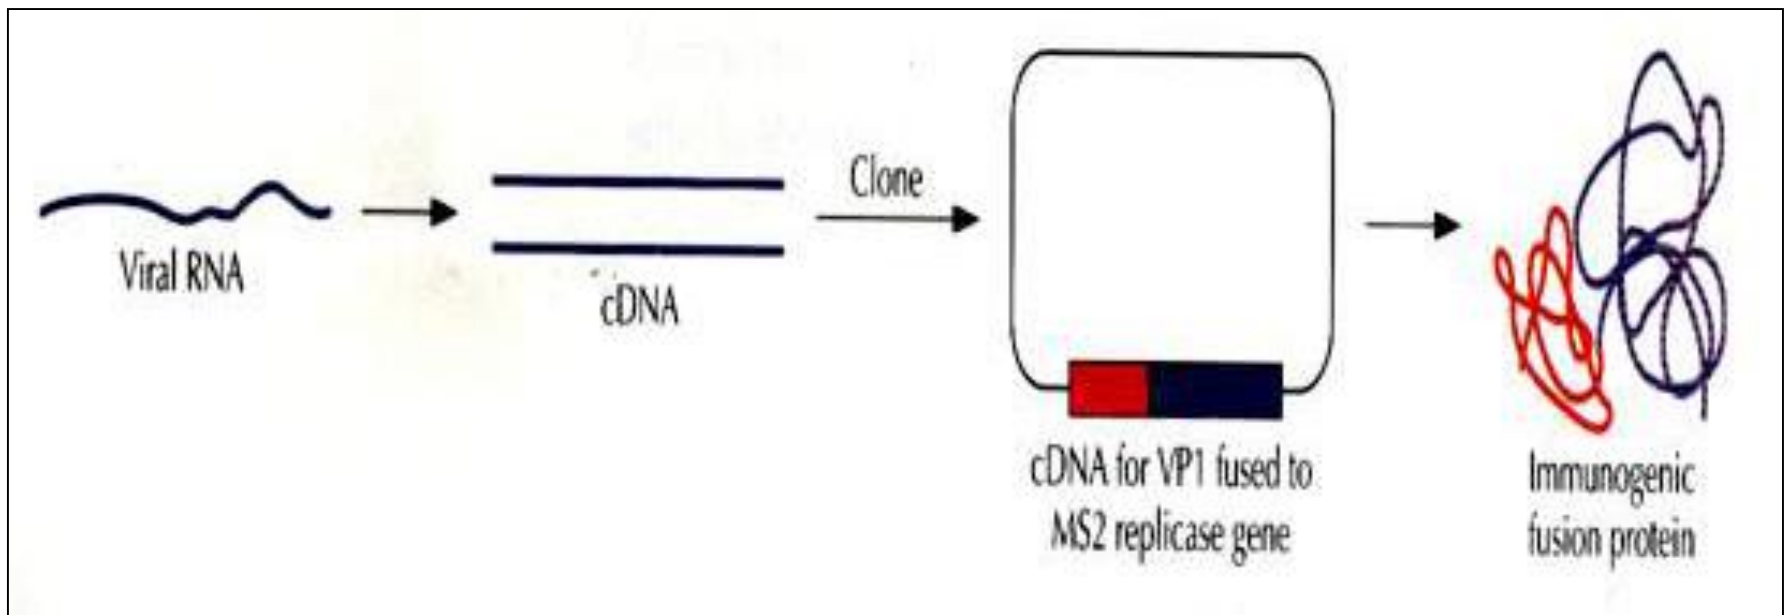 Viral RNA
cDNA
Clone
cDNA for VP1 fused to
MS2 replicase gene
Immunogenic
fusion protein